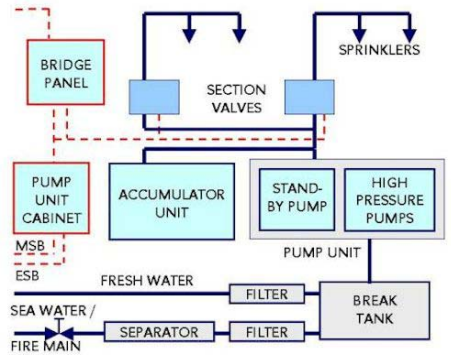 BRIDGE
PANEL
SPRINKLERS
SECTION
VALVES
PUMP
UNIT
CABINET
ACCUMULATOR
UNIT
STAND-
BY PUMP
HIGH
PRESSURE
PUMPS
MSB
ESB
PUMP UNIT
FRESH WATER
FILTER
BREAK
TANK
SEA WATER /
FIRE MAIN
SEPARATOR
FILTER